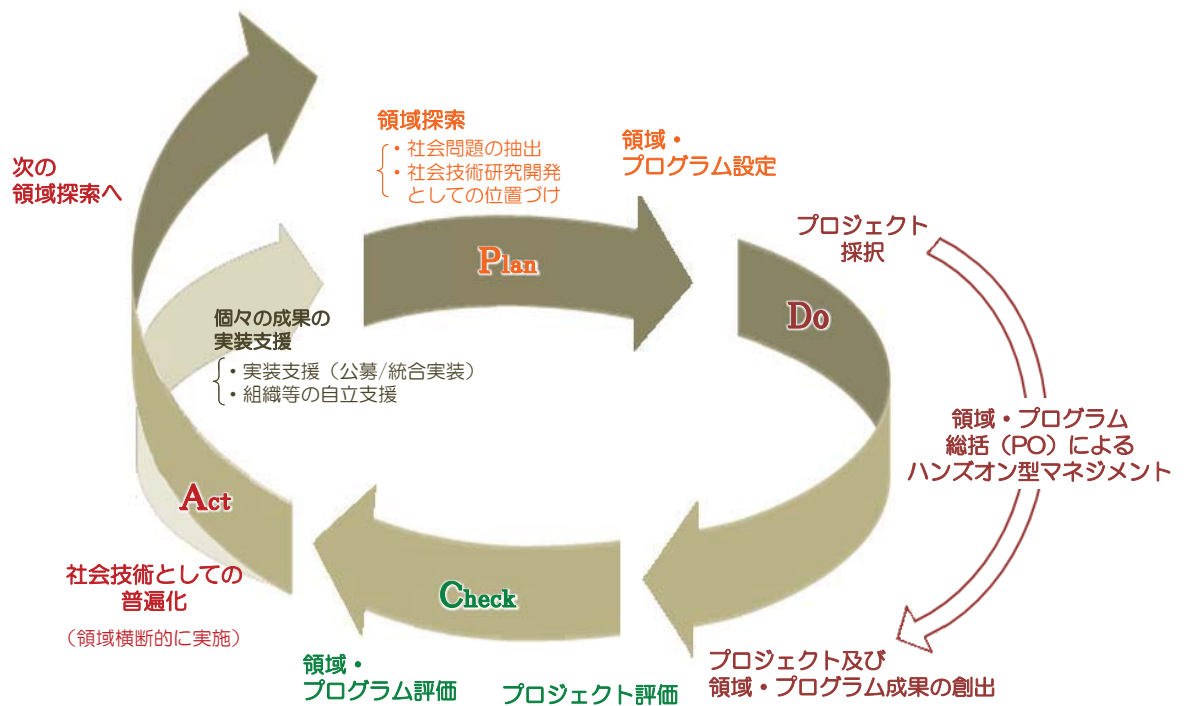 領域探索
・社会問題の抽出
・社会技術研究開発
としての位置づけ
領域・
プログラム設定
次の
領域探索へ
プロジェクト
採択
Plan
Do
個々の成果の
実装支援
・実装支援（公募/統合実装）
・組織等の自立支援
領域・プログラム
総括（PO）による
ハンズオン型マネジメント
Act
Check
社会技術としての
普遍化
（領域横断的に実施）
領域・
プログラム評価
プロジェクト評価
プロジェクト及び
領域・プログラム成果の創出